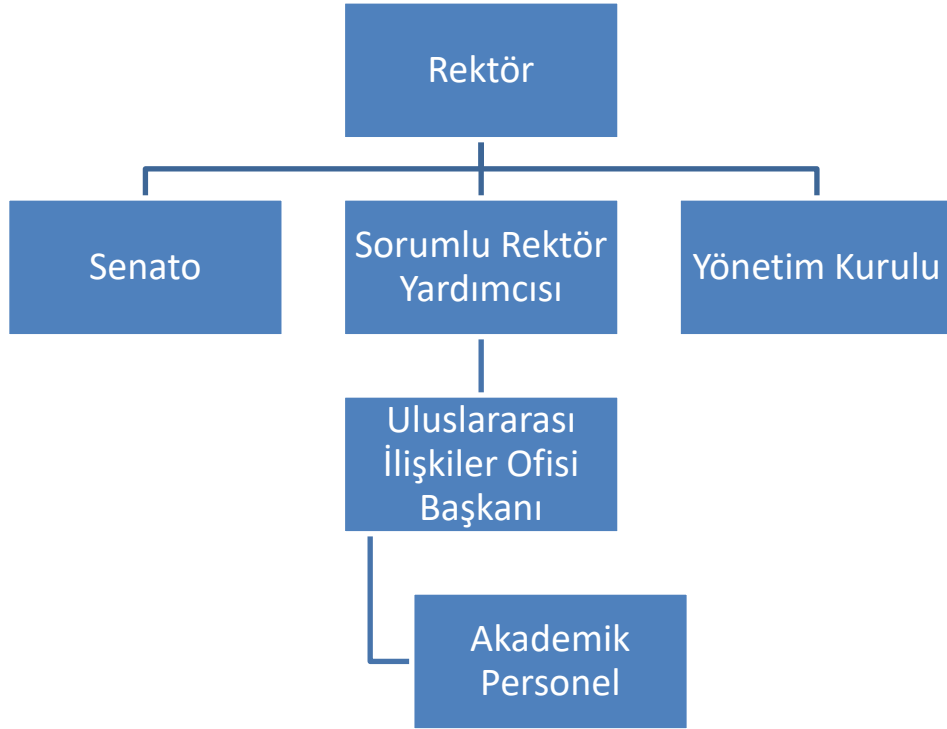 Rektör
Senato
Sorumlu Rektör
Yardımcısı
Yönetim Kurulu
Uluslararası
İlişkiler Ofisi
Başkanı
Akademik
Personel